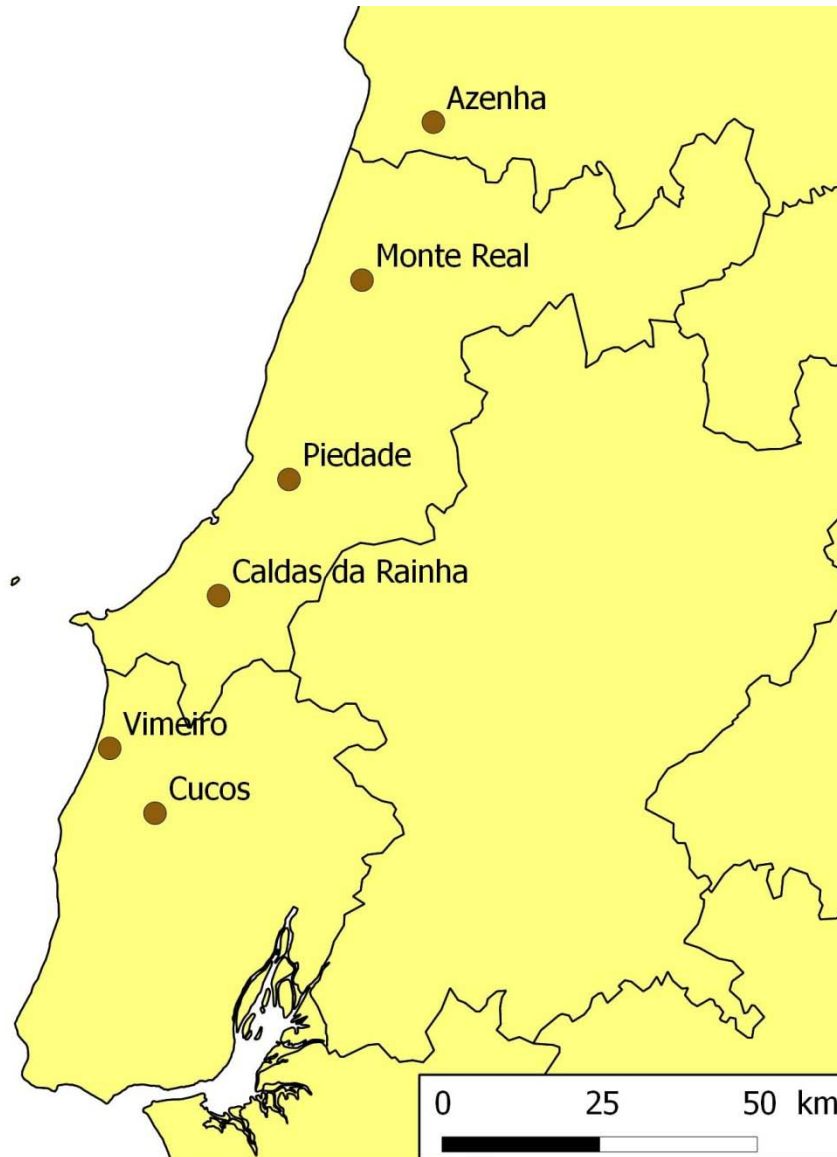 Azenha
Monte Real
Piedade
Caldas da Rainha
Vimeiro
Cucos
0 25 50 km